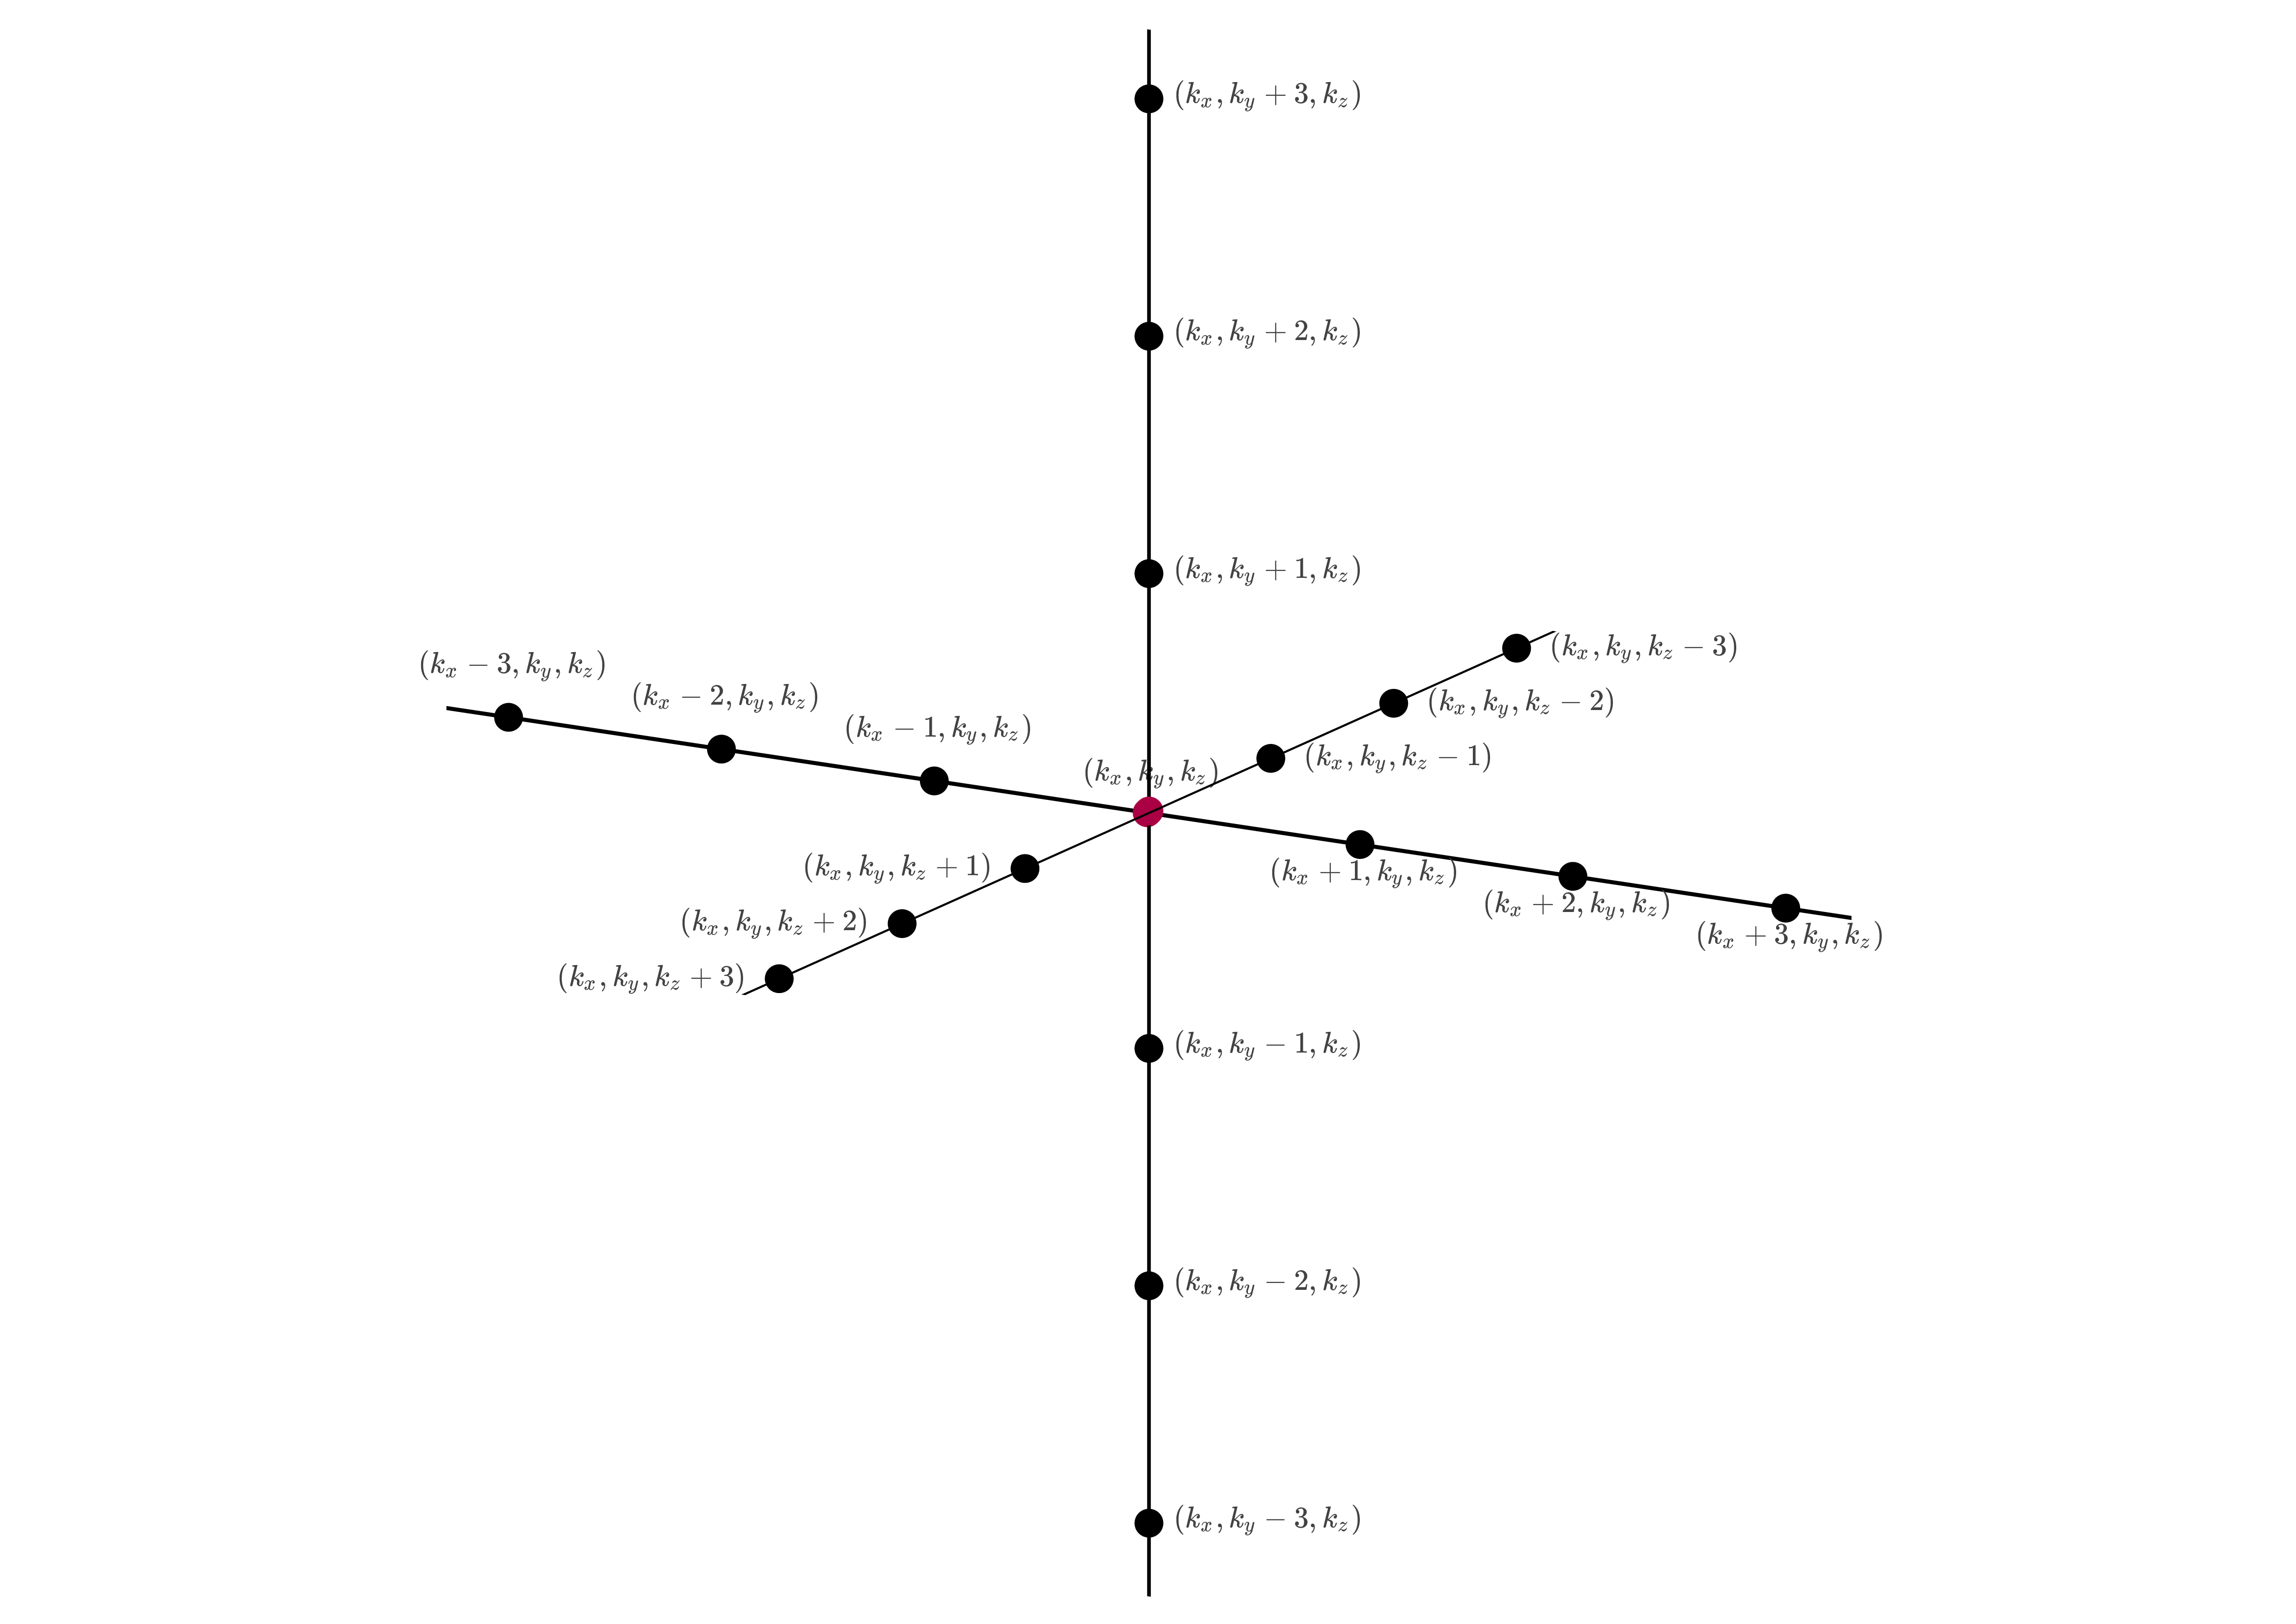 (k_x, k_y + 3, k_z)
(k_x, k_y + 2, k_z)
(k_x, k_y + 1, k_z)
(k_x, k_y, k_z − 3)
(k_x − 3, k_y, k_z)
(k_x − 2, k_y, k_z)
(k_x, k_y, k_z − 2)
(k_x − 1, k_y, k_z)
(k_x, k_y, k_z − 1)
(k_x, k_y, k_z)
(k_x, k_y, k_z + 1)
(k_x + 1, k_y, k_z)
(k_x + 2, k_y, k_z)
(k_x, k_y, k_z + 2)
(k_x + 3, k_y, k_z)
(k_x, k_y, k_z + 3)
(k_x, k_y − 1, k_z)
(k_x, k_y − 2, k_z)
(k_x, k_y − 3, k_z)